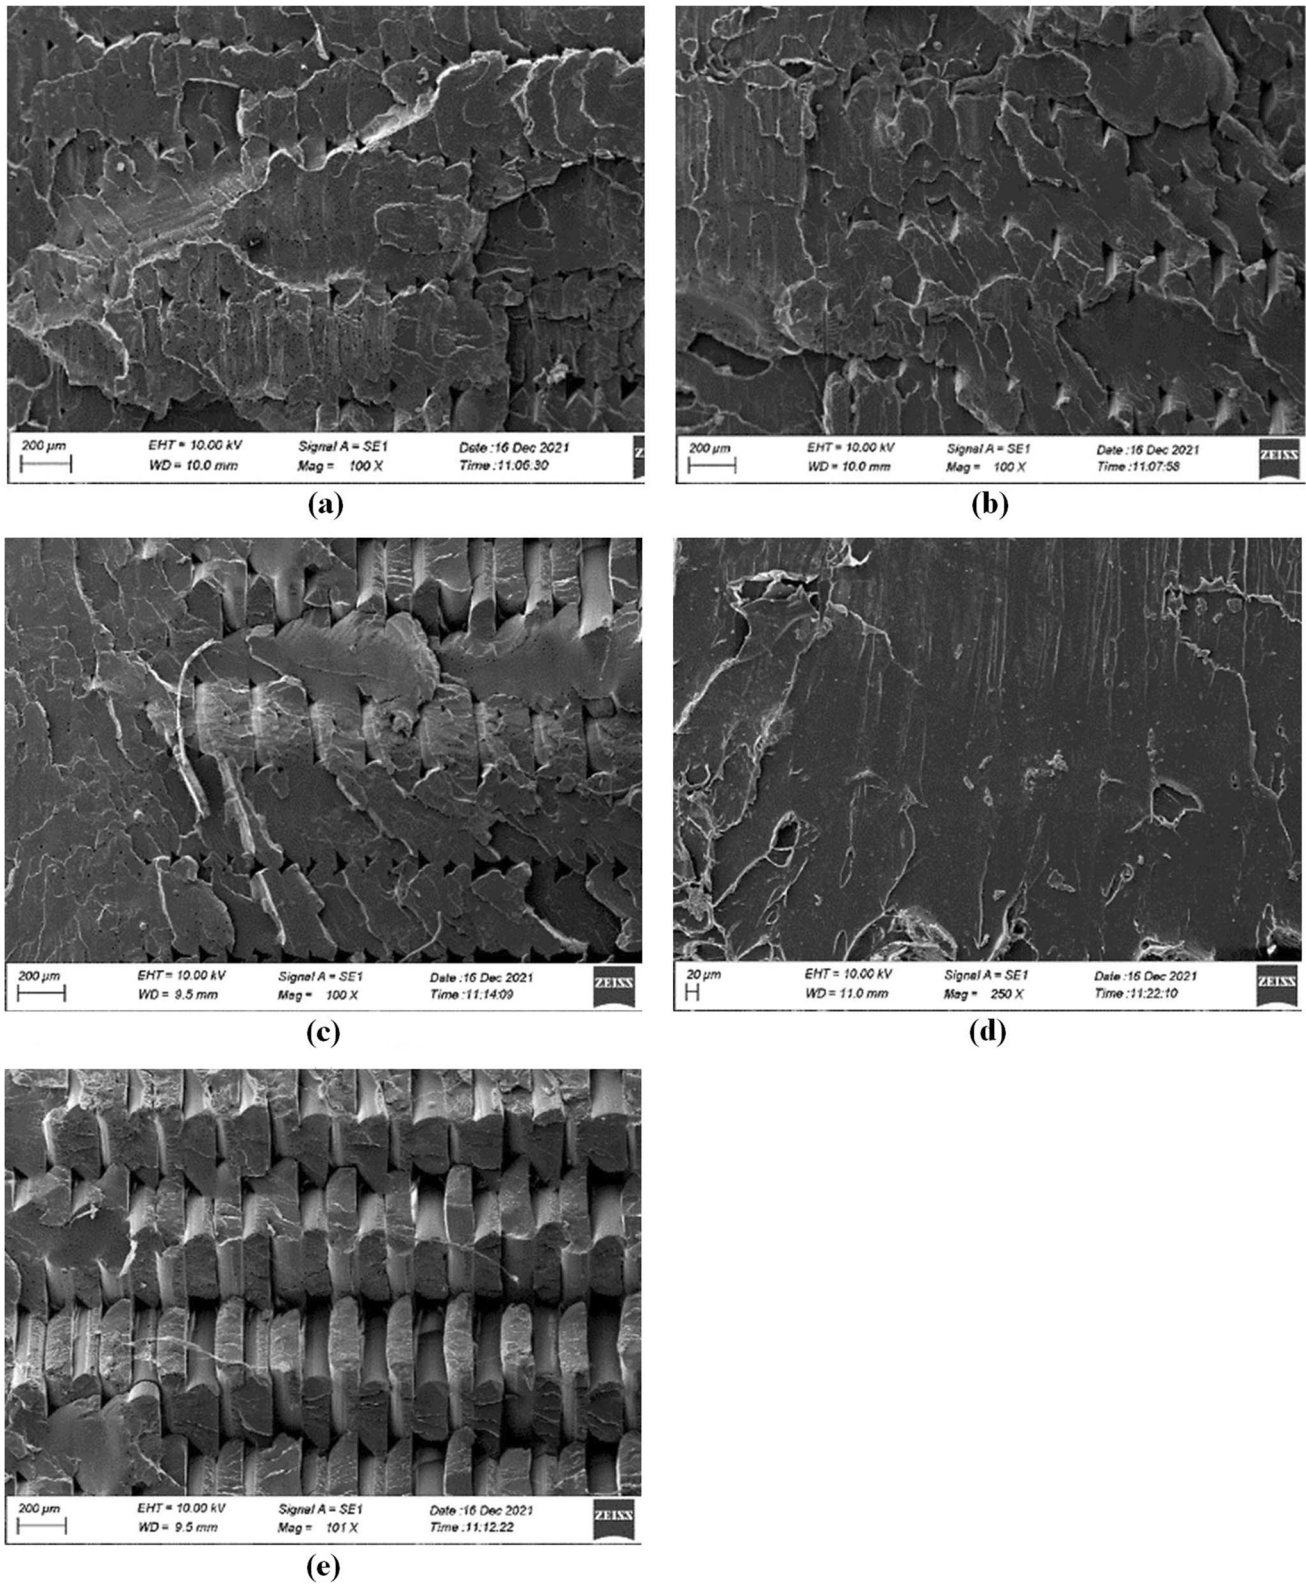 200 µm EHT = 10.00 kV Signal A = SE1 Date :16 Dec 2021
WD = 10.0 mm Mag = 100 X Time :11:06:30
(a)
200 µm EHT = 10.00 kV Signal A = SE1 Date :16 Dec 2021 ZEISS
WD = 10.0 mm Mag = 100 X Time :11:07:58
(b)
200 µm EHT = 10.00 kV Signal A = SE1 Date :16 Dec 2021 ZEISS
WD = 9.5 mm Mag = 100 X Time :11:14:09
(c)
20 µm EHT = 10.00 kV Signal A = SE1 Date :16 Dec 2021 ZEISS
WD = 11.0 mm Mag = 250 X Time :11:22:10
(d)
200 µm EHT = 10.00 kV Signal A = SE1 Date :16 Dec 2021 ZEISS
WD = 9.5 mm Mag = 101 X Time :11:12:22
(e)